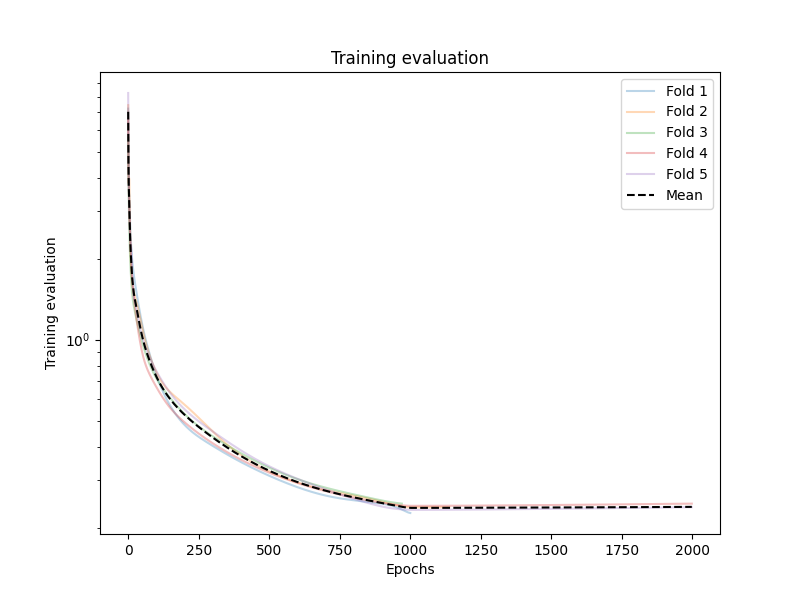 Training evaluation
Fold 1
Fold 2
Fold 3
Fold 4
Fold 5
Mean
Training evaluation
10⁰
0 250 500 750 1000 1250 1500 1750 2000
Epochs